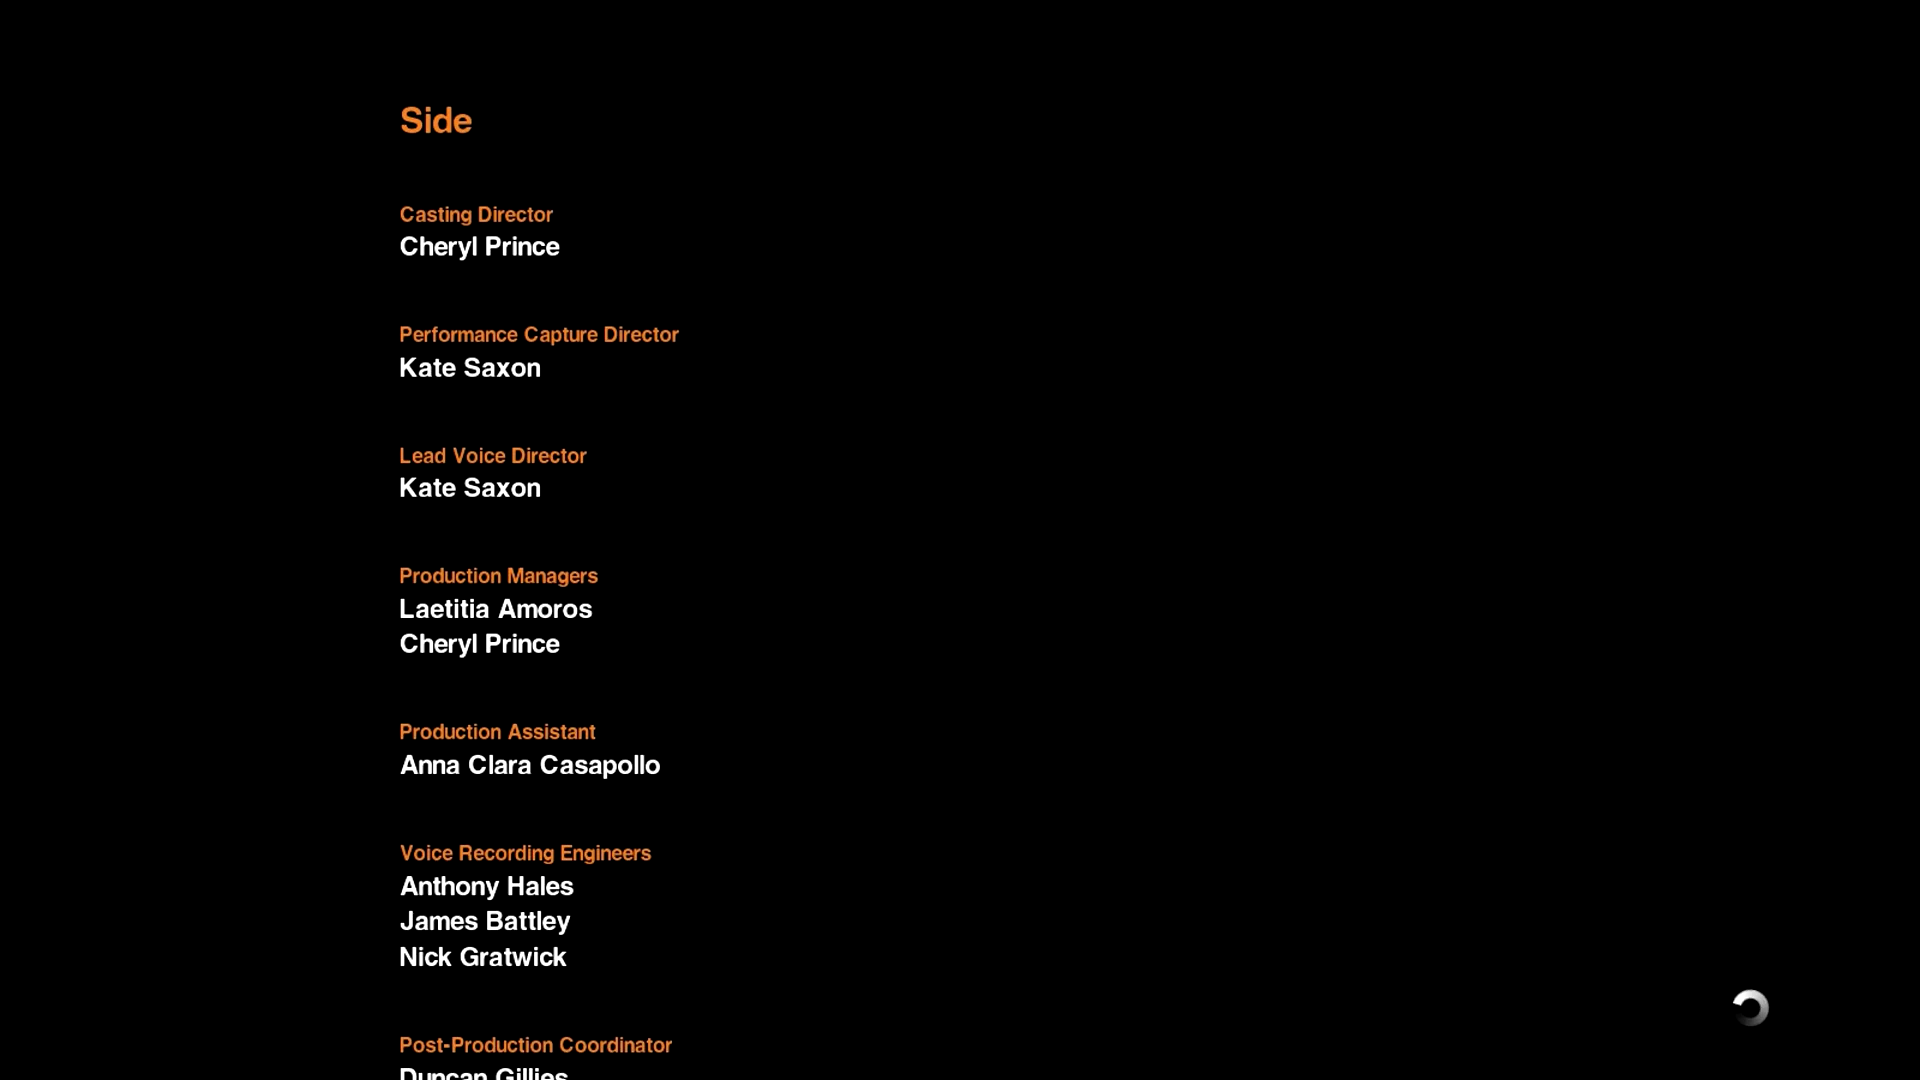 Side
Casting Director
Cheryl Prince
Performance Capture Director
Kate Saxon
Lead Voice Director
Kate Saxon
Production Managers
Laetitia Amoros
Cheryl Prince
Production Assistant
Anna Clara Casapollo
Voice Recording Engineers
Anthony Hales
James Battley
Nick Gratwick
Post-Production Coordinator
Duncan Gillies